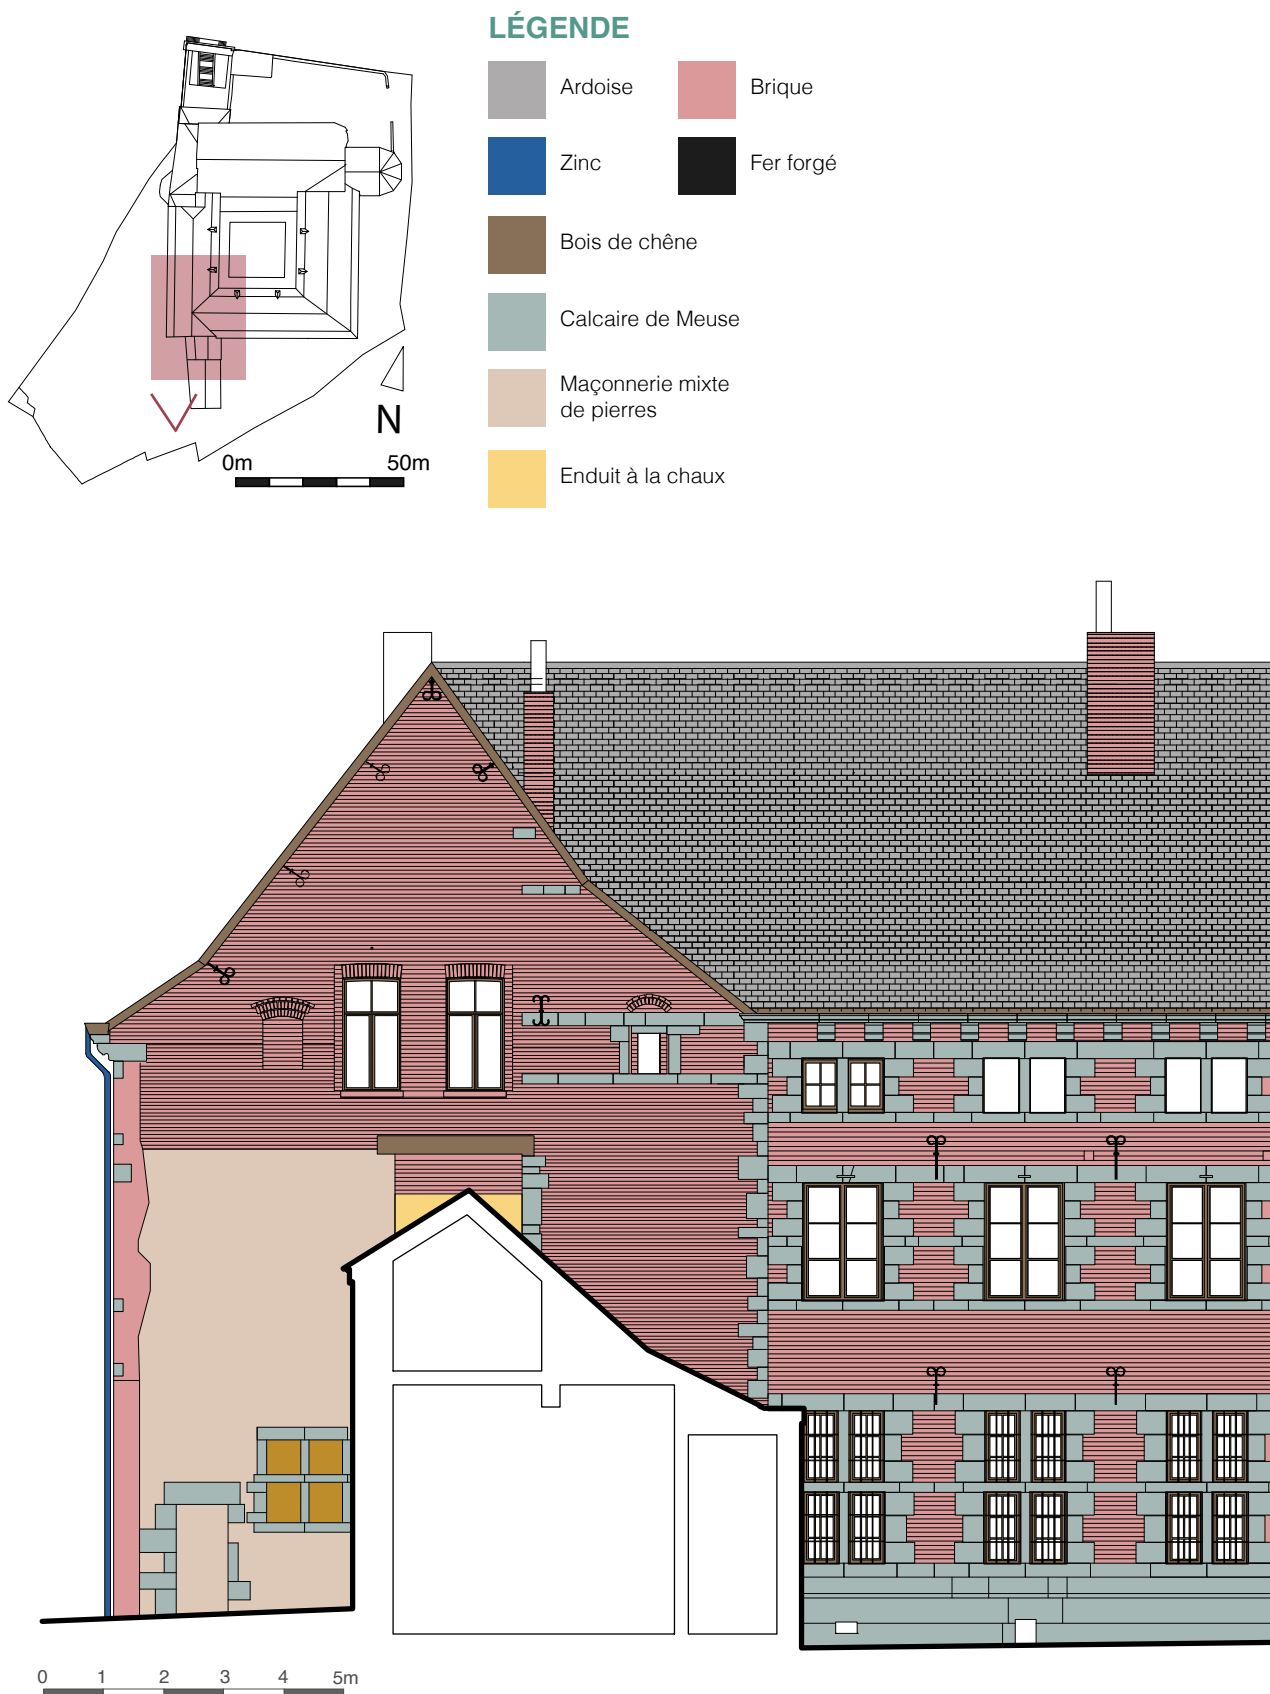 LÉGENDE
Ardoise
Brique
Zinc
Fer forgé
Bois de chêne
Calcaire de Meuse
Maçonnerie mixte
de pierres
Enduit à la chaux
N
0m 50m
0 1 2 3 4 5m